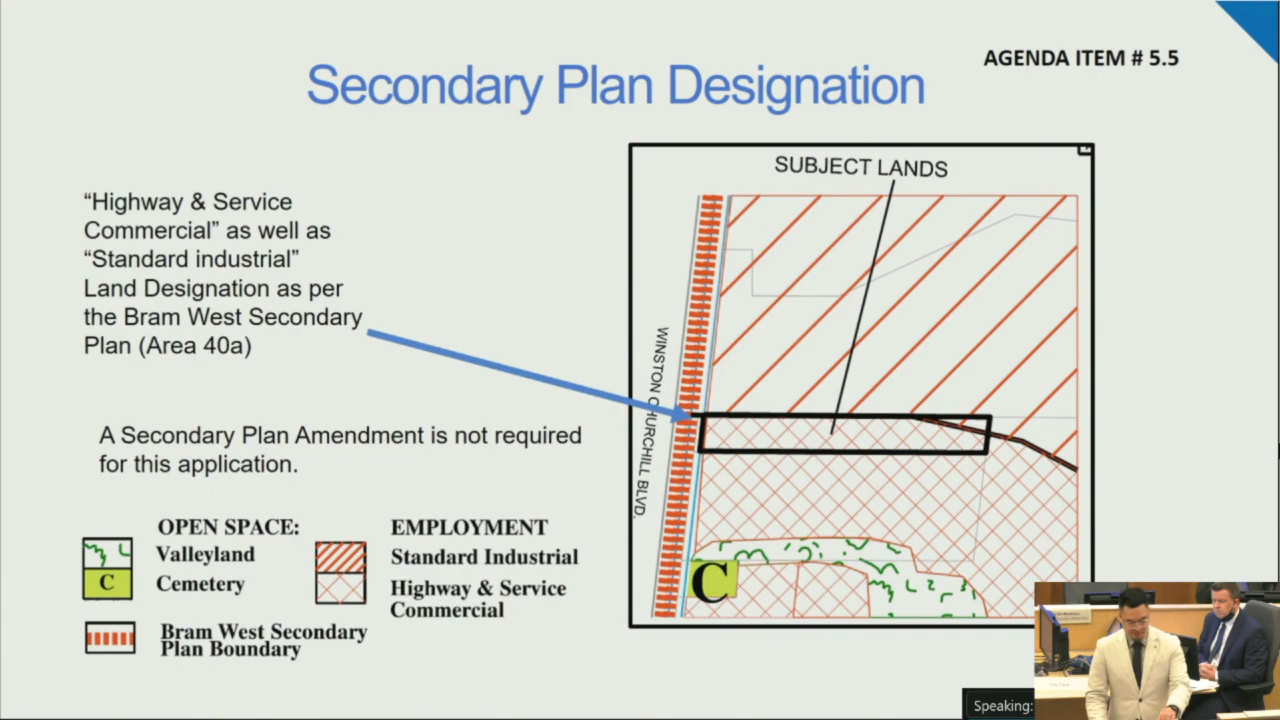 AGENDA ITEM # 5.5
Secondary Plan Designation
“Highway & Service
Commercial” as well as
“Standard industrial”
Land Designation as per
the Bram West Secondary
Plan (Area 40a)
A Secondary Plan Amendment is not required
for this application.
SUBJECT LANDS
WINSTON CHURCHILL BLVD.
C
OPEN SPACE:
Valleyland
C
Cemetery
EMPLOYMENT
Standard Industrial
Highway & Service
Commercial
Bram West Secondary
Plan Boundary
Speaking: